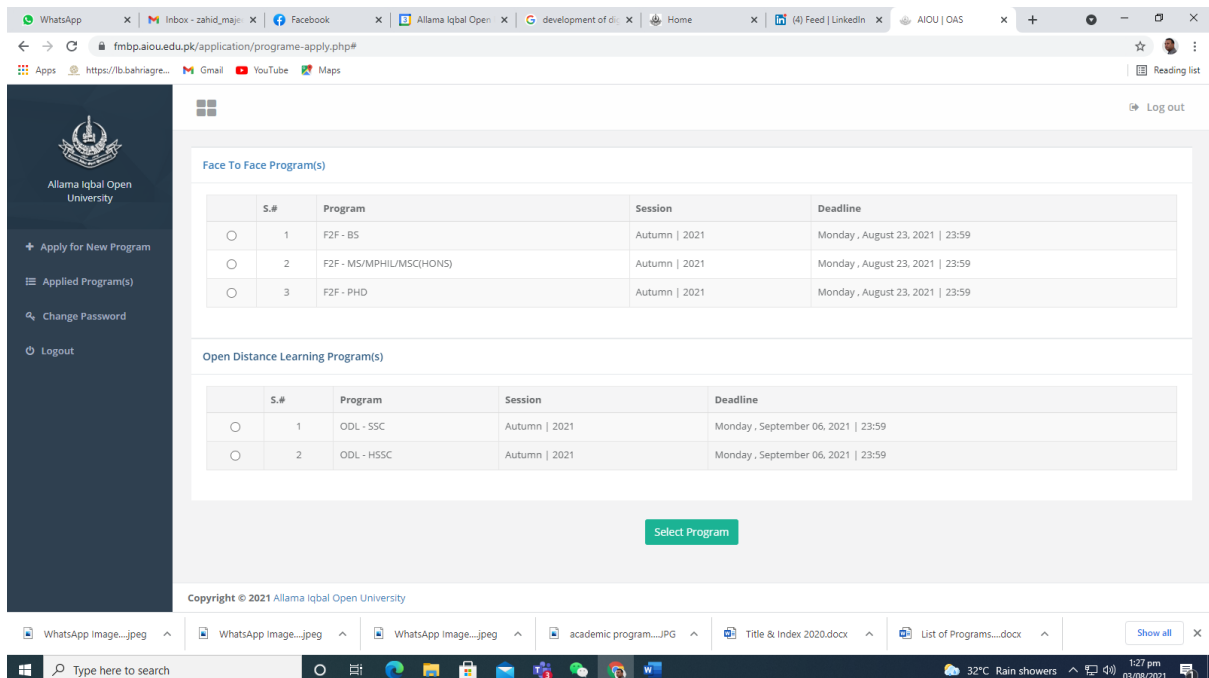 WhatsApp
Inbox - zahid_maje
Facebook
Allama Iqbal Open
development of di
Home
(4) Feed | LinkedIn
AIOU | OAS
fmbp.aiou.edu.pk/application/programe-apply.php#
Apps https://lb.bahriagre... Gmail YouTube Maps Reading list
Log out
Allama Iqbal Open
University
Apply for New Program
Applied Program(s)
Change Password
Logout
Face To Face Program(s)
S.# Program Session Deadline
1 F2F - BS Autumn | 2021 Monday , August 23, 2021 | 23:59
2 F2F - MS/MPHIL/MSC(HONS) Autumn | 2021 Monday , August 23, 2021 | 23:59
3 F2F - PHD Autumn | 2021 Monday , August 23, 2021 | 23:59
Open Distance Learning Program(s)
S.# Program Session Deadline
1 ODL - SSC Autumn | 2021 Monday , September 06, 2021 | 23:59
2 ODL - HSSC Autumn | 2021 Monday , September 06, 2021 | 23:59
Select Program
Copyright © 2021 Allama Iqbal Open University
WhatsApp Image....jpeg WhatsApp Image....jpeg WhatsApp Image....jpeg academic program....JPG Title & Index 2020.docx List of Programs....docx Show all
Type here to search 32°C Rain showers 1:27 pm
03/08/2021